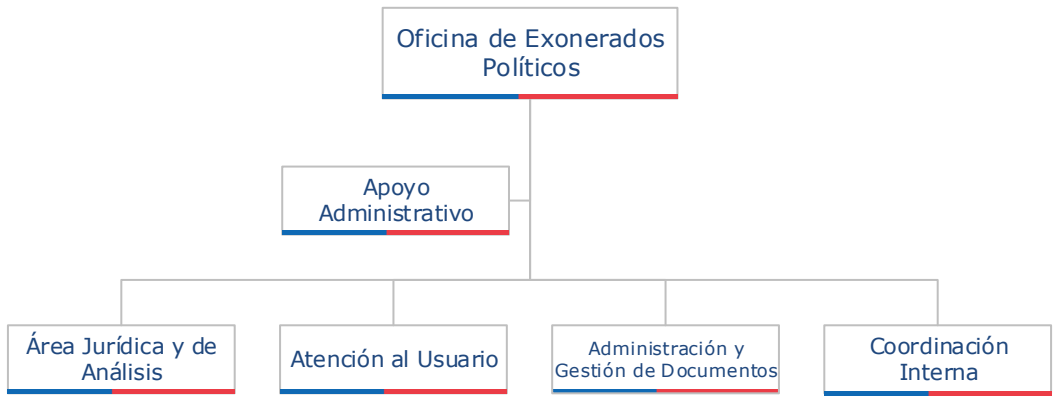 Oficina de Exonerados
Políticos
Apoyo
Administrativo
Área Jurídica y de
Análisis
Atención al Usuario
Administración y
Gestión de Documentos
Coordinación
Interna